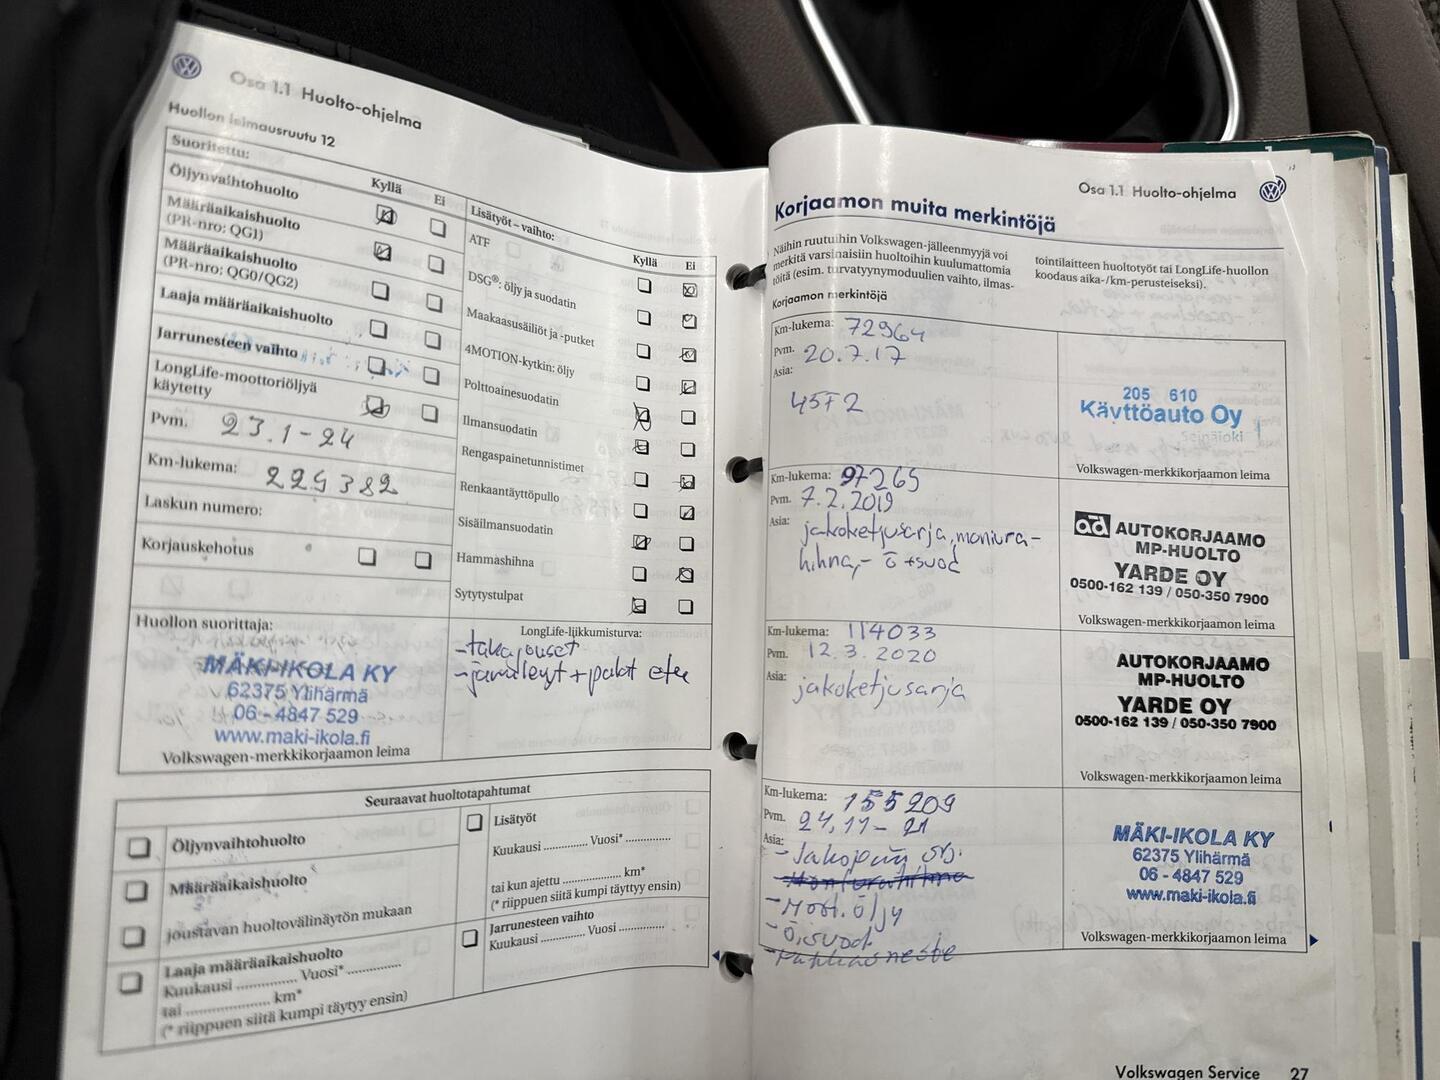 Osa 1.1 Huolto-ohjelma
Huollon leimausruutu 12
Suoritettu:
Kyllä
Ei
Öljynvaihtohuolto
Määräaikaishuolto
(PR-nro: QG1)
Määräaikaishuolto
(PR-nro: QG0/QG2)
Laaja määräaikaishuolto
Jarrunesteen vaihto
LongLife-moottoriöljyä
käytetty
Pvm. 23.1-24
Km-lukema: 229382
Laskun numero:
Korjauskehotus
Huollon suorittaja:
MÄKI-IKOLA KY
62375 Ylihärmä
06 - 4847 529
www.maki-ikola.fi
Volkswagen-merkkikorjaamon leima
Lisätyöt – vaihto:
Kyllä
Ei
ATF
DSG®: öljy ja suodatin
Maakaasusäiliöt ja -putket
4MOTION-kytkin: öljy
Polttoainesuodatin
Ilmansuodatin
Rengaspainetunnistimet
Renkaantäyttöpullo
Sisäilmansuodatin
Hammashihna
Sytytystulpat
LongLife-liikkumisturva:
- takajouset
- jarrulevyt + palat etu
Seuraavat huoltotapahtumat
Öljynvaihtohuolto
Määräaikaishuolto
joustavan huoltovälinäytön mukaan
Laaja määräaikaishuolto
Kuukausi ............... Vuosi* ...............
tai ..................... km*
(* riippuen siitä kumpi täytyy ensin)
Lisätyöt
Kuukausi ............... Vuosi* ...............
tai kun ajettu .................... km*
(* riippuen siitä kumpi täyttyy ensin)
Jarrunesteen vaihto
Kuukausi ............... Vuosi ...............
Osa 1.1 Huolto-ohjelma
Korjaamon muita merkintöjä
Näihin ruutuihin Volkswagen-jälleenmyyjä voi
merkitä varsinaisiin huoltoihin kuulumattomia
töitä (esim. turvatyynymoduulien vaihto, ilmas-
tointilaitteen huoltotyöt tai LongLife-huollon
koodaus aika-/km-perusteiseksi).
Korjaamon merkintöjä
Km-lukema: 72964
Pvm. 20.7.17
Asia:
45F2
205 610
Käyttöauto Oy
Seinäjoki
Volkswagen-merkkikorjaamon leima
Km-lukema: 97265
Pvm. 7.2.2019
Asia: jakoketjusarja, moniura-
hihna, - ö + suod
ad AUTOKORJAAMO
MP-HUOLTO
YARDE OY
0500-162 139 / 050-350 7900
Volkswagen-merkkikorjaamon leima
Km-lukema: 114033
Pvm. 12.3.2020
Asia: jakoketjusarja
AUTOKORJAAMO
MP-HUOLTO
YARDE OY
0500-162 139 / 050-350 7900
Volkswagen-merkkikorjaamon leima
Km-lukema: 155209
Pvm. 24.11-21
Asia:
- Jakopään
- Moniurahihna
- Moot. öljy
- Ö.suod
MÄKI-IKOLA KY
62375 Ylihärmä
06 - 4847 529
www.maki-ikola.fi
Volkswagen-merkkikorjaamon leima
Volkswagen Service 27